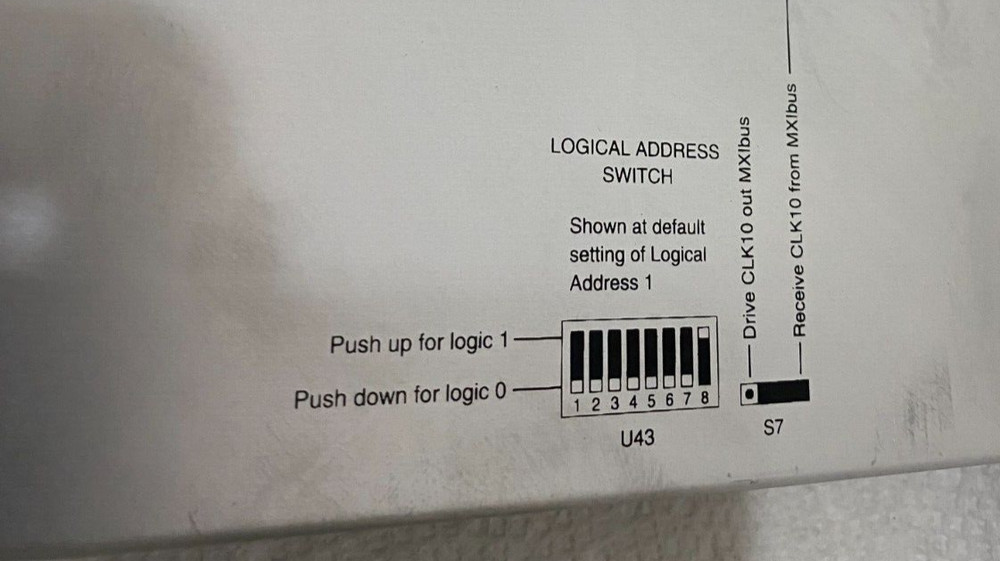 LOGICAL ADDRESS
SWITCH
Shown at default
setting of Logical
Address 1
Push up for logic 1
Push down for logic 0
1 2 3 4 5 6 7 8
U43
Drive CLK10 out MXIbus
Receive CLK10 from MXIbus
S7